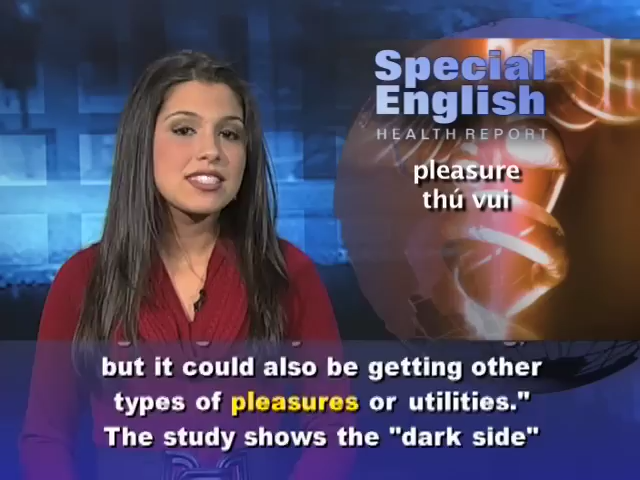 Special
English
HEALTH REPORT
pleasure
thú vui
but it could also be getting other
types of pleasures or utilities."
The study shows the "dark side"